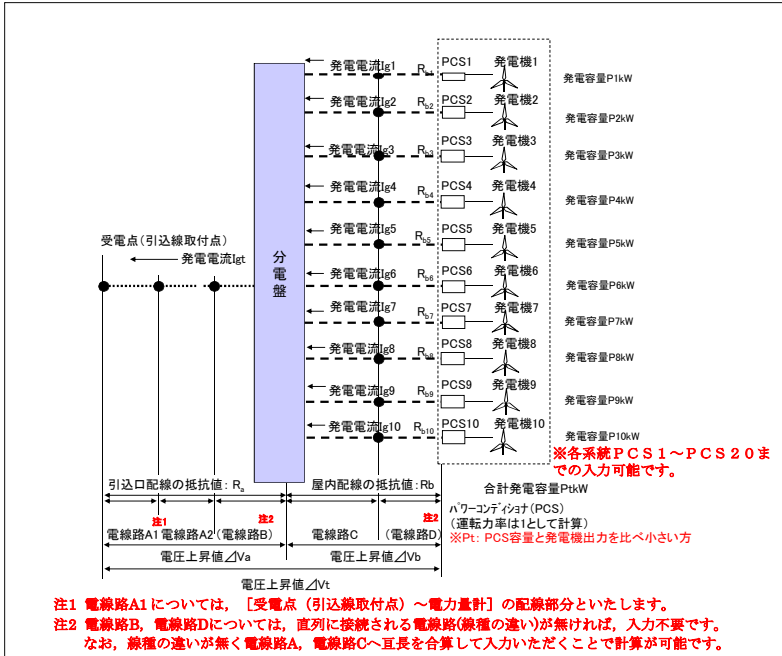 発電電流Ig1 Rb1 PCS1 発電機1 発電容量P1kW
発電電流Ig2 Rb2 PCS2 発電機2 発電容量P2kW
発電電流Ig3 Rb3 PCS3 発電機3 発電容量P3kW
発電電流Ig4 Rb4 PCS4 発電機4 発電容量P4kW
発電電流Ig5 Rb5 PCS5 発電機5 発電容量P5kW
受電点(引込線取付点)
発電電流Igt
分電盤
発電電流Ig6 Rb6 PCS6 発電機6 発電容量P6kW
発電電流Ig7 Rb7 PCS7 発電機7 発電容量P7kW
発電電流Ig8 Rb8 PCS8 発電機8 発電容量P8kW
発電電流Ig9 Rb9 PCS9 発電機9 発電容量P9kW
発電電流Ig10 Rb10 PCS10 発電機10 発電容量P10kW
※各系統PCS1～PCS20までの入力可能です。
引込口配線の抵抗値:Ra 屋内配線の抵抗値:Rb 合計発電容量PtkW
注1 注2 注2
電線路A1 電線路A2 (電線路B) 電線路C (電線路D)
パワーコンディショナ(PCS)
(運転力率は1として計算)
※Pt:PCS容量と発電機出力を比べ小さい方
電圧上昇値⊿Va 電圧上昇値⊿Vb
電圧上昇値⊿Vt
注1 電線路A1については，［受電点（引込線取付点）～電力量計］の配線部分といたします。
注2 電線路B，電線路Dについては，直列に接続される電線路(線種の違い)が無ければ，入力不要です。
なお，線種の違いが無く電線路A，電線路Cへ亘長を合算して入力いただくことで計算が可能です。